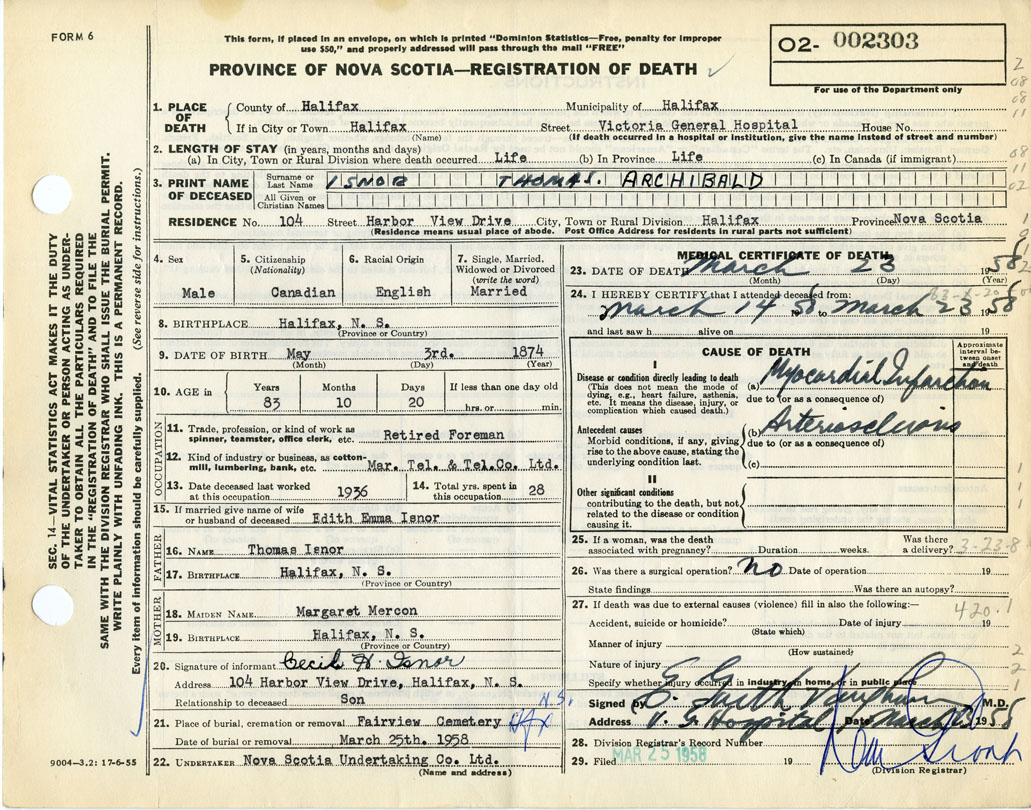 FORM 6
This form, if placed in an envelope, on which is printed "Dominion Statistics—Free, penalty for improper
use $50," and properly addressed will pass through the mail "FREE"
PROVINCE OF NOVA SCOTIA—REGISTRATION OF DEATH
O2- 002303
For use of the Department only
SEC. 14—VITAL STATISTICS ACT MAKES IT THE DUTY
OF THE UNDERTAKER OR PERSON ACTING AS UNDER-
TAKER TO OBTAIN ALL THE PARTICULARS REQUIRED
IN THE "REGISTRATION OF DEATH" AND TO FILE THE
SAME WITH THE DIVISION REGISTRAR WHO SHALL ISSUE THE BURIAL PERMIT.
WRITE PLAINLY WITH UNFADING INK. THIS IS A PERMANENT RECORD.
Every item of information should be carefully supplied. (See reverse side for instructions.)
1. PLACE OF DEATH
County of Halifax Municipality of Halifax
If in City or Town Halifax Street Victoria General Hospital House No.
(Name) (If death occurred in a hospital or institution, give the name instead of street and number)
2. LENGTH OF STAY (in years, months and days)
(a) In City, Town or Rural Division where death occurred Life (b) In Province Life (c) In Canada (if immigrant)
3. PRINT NAME OF DECEASED
Surname or Last Name ISNOR THOMAS. ARCHIBALD
All Given or Christian Names
RESIDENCE No. 104 Street Harbor View Drive City, Town or Rural Division Halifax Province Nova Scotia
(Residence means usual place of abode. Post Office Address for residents in rural parts not sufficient)
4. Sex
Male
5. Citizenship (Nationality)
Canadian
6. Racial Origin
English
7. Single, Married, Widowed or Divorced (write the word)
Married
8. BIRTHPLACE Halifax, N. S.
(Province or Country)
9. DATE OF BIRTH May 3rd. 1874
(Month) (Day) (Year)
10. AGE in
Years Months Days If less than one day old
83 10 20 hrs. or min.
OCCUPATION
11. Trade, profession, or kind of work as spinner, teamster, office clerk, etc. Retired Foreman
12. Kind of industry or business, as cotton-mill, lumbering, bank, etc. Mar. Tel. & Tel.Co. Ltd.
13. Date deceased last worked at this occupation 1936
14. Total yrs. spent in this occupation 28
15. If married give name of wife or husband of deceased Edith Emma Isnor
FATHER
16. NAME Thomas Isnor
17. BIRTHPLACE Halifax, N. S.
(Province or Country)
MOTHER
18. MAIDEN NAME Margaret Mercon
19. BIRTHPLACE Halifax, N. S.
(Province or Country)
20. Signature of informant Cecil H. Isnor
Address 104 Harbor View Drive, Halifax, N. S.
Relationship to deceased Son
21. Place of burial, cremation or removal Fairview Cemetery Hfx N.S.
Date of burial or removal March 25th. 1958
22. UNDERTAKER Nova Scotia Undertaking Co. Ltd.
(Name and address)
9004—3.2: 17-6-55
MEDICAL CERTIFICATE OF DEATH
23. DATE OF DEATH March 23 1958
(Month) (Day) (Year)
24. I HEREBY CERTIFY that I attended deceased from:
March 14 1958 to March 23 1958
and last saw h alive on 19
CAUSE OF DEATH
Approximate interval between onset and death
I
Disease or condition directly leading to death
(This does not mean the mode of dying, e.g., heart failure, asthenia, etc. It means the disease, injury, or complication which caused death.)
(a) Myocardial Infarction
due to (or as a consequence of)
Antecedent causes
Morbid conditions, if any, giving rise to the above cause, stating the underlying condition last.
(b) Arteriosclerosis
due to (or as a consequence of)
(c)
II
Other significant conditions
contributing to the death, but not related to the disease or condition causing it.
25. If a woman, was the death associated with pregnancy? Duration weeks. Was there a delivery? 3-23-8
26. Was there a surgical operation? no Date of operation 19
State findings Was there an autopsy?
27. If death was due to external causes (violence) fill in also the following:— 420.1
Accident, suicide or homicide? Date of injury 19
(State which)
Manner of injury
(How sustained)
Nature of injury
Specify whether injury occurred in industry, in home, or in public place
Signed by M.D.
Address V. G. Hospital Date March 1958
28. Division Registrar's Record Number
29. Filed MAR 25 1958 19
(Division Registrar)